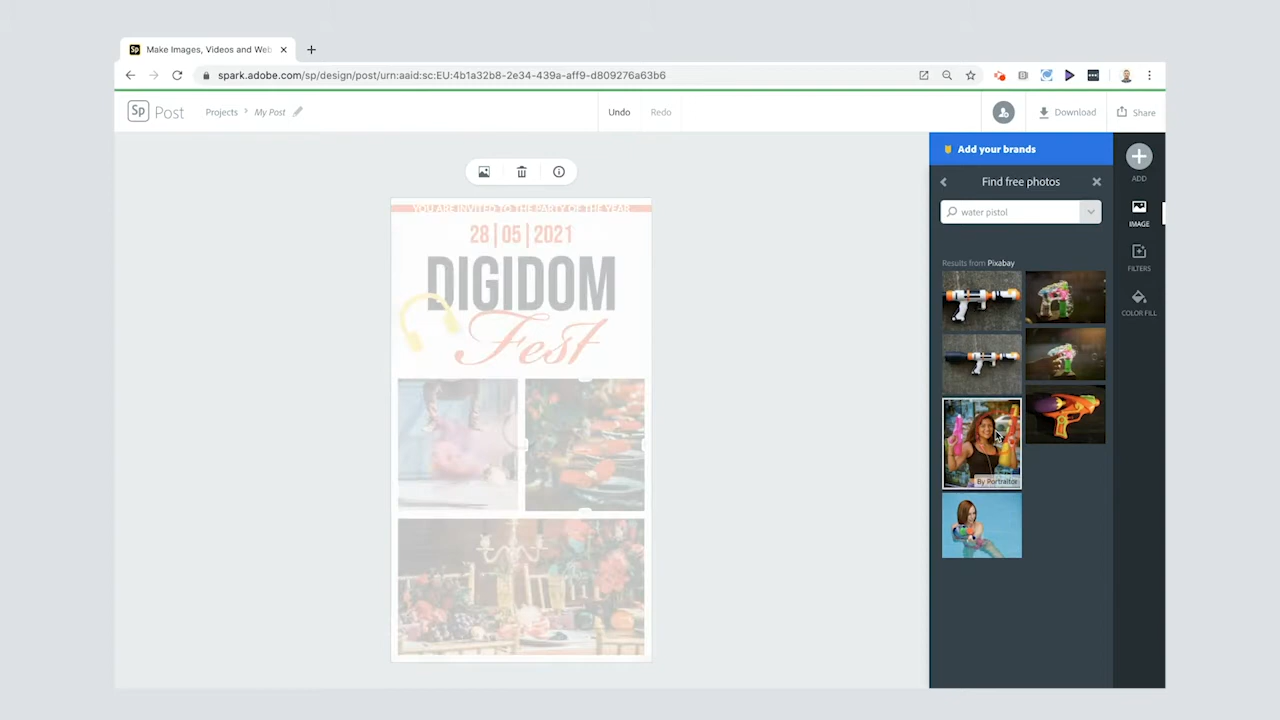 Sp Make Images, Videos and Web
spark.adobe.com/sp/design/post/urn:aaid:sc:EU:4b1a32b8-2e34-439a-aff9-d809276a63b6
Sp Post Projects > My Post Undo Redo Download Share
Add your brands
Find free photos
water pistol
Results from Pixabay
By Portraitor
ADD
IMAGE
FILTERS
COLOR FILL
YOU ARE INVITED TO THE PARTY OF THE YEAR
28|05|2021
DIGIDOM
Fest